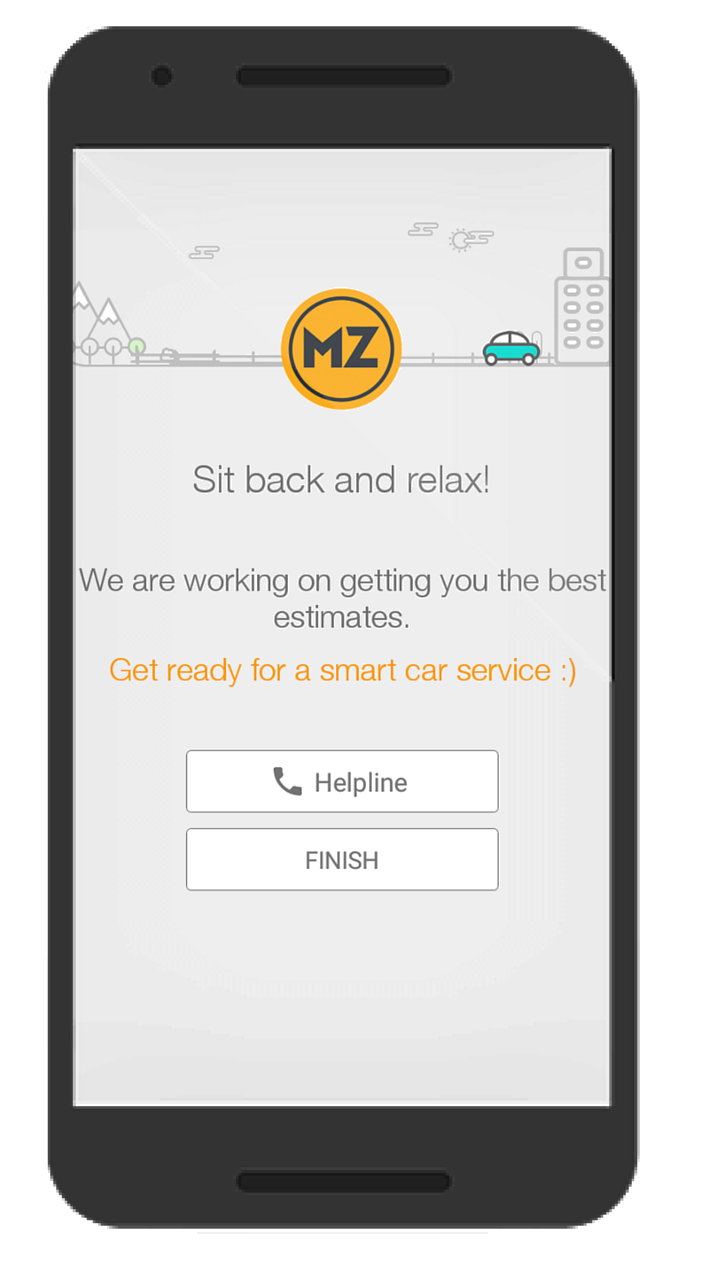 MZ
Sit back and relax!
We are working on getting you the best
estimates.
Get ready for a smart car service :)
Helpline
FINISH